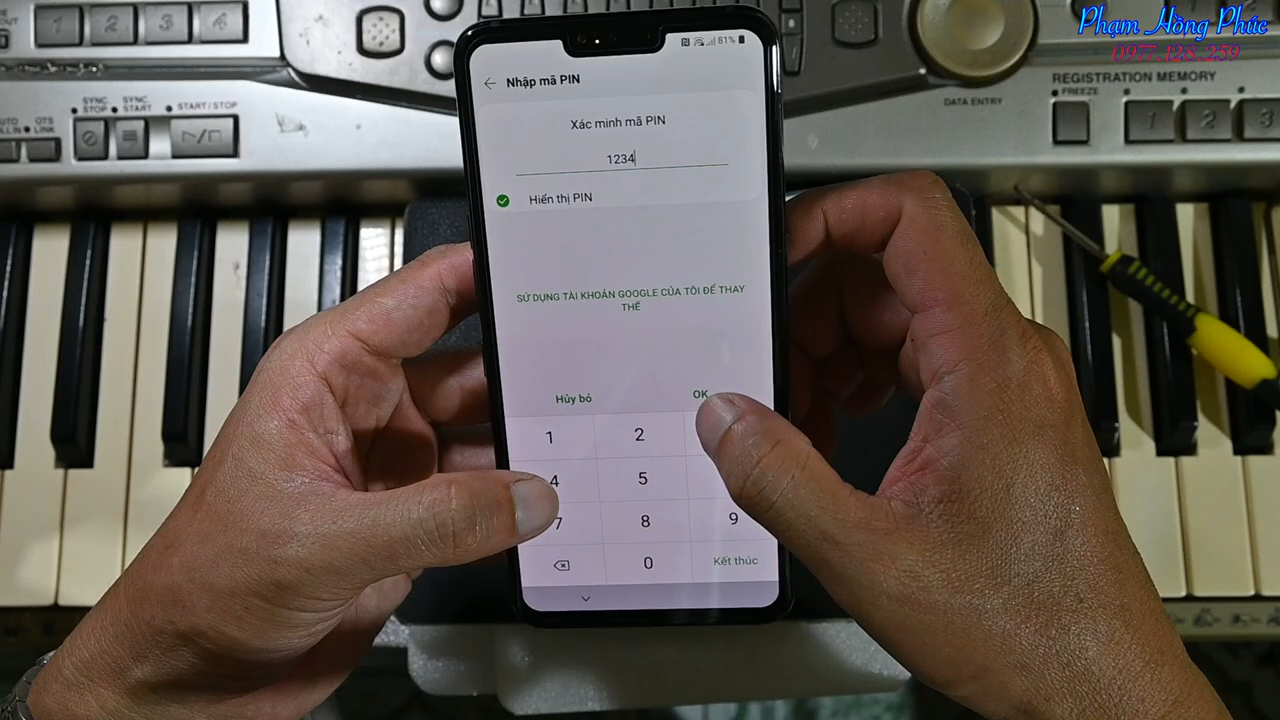 Phạm Hồng Phúc
0977.128.259
1 2 3 4
SYNC. STOP
SYNC. START
START/STOP
OTS LINK
DATA ENTRY
REGISTRATION MEMORY
FREEZE
1 2 3
81%
Nhập mã PIN
Xác minh mã PIN
1234
Hiển thị PIN
SỬ DỤNG TÀI KHOẢN GOOGLE CỦA TÔI ĐỂ THAY
THẾ
Hủy bỏ OK
1 2
4 5
7 8 9
0 Kết thúc